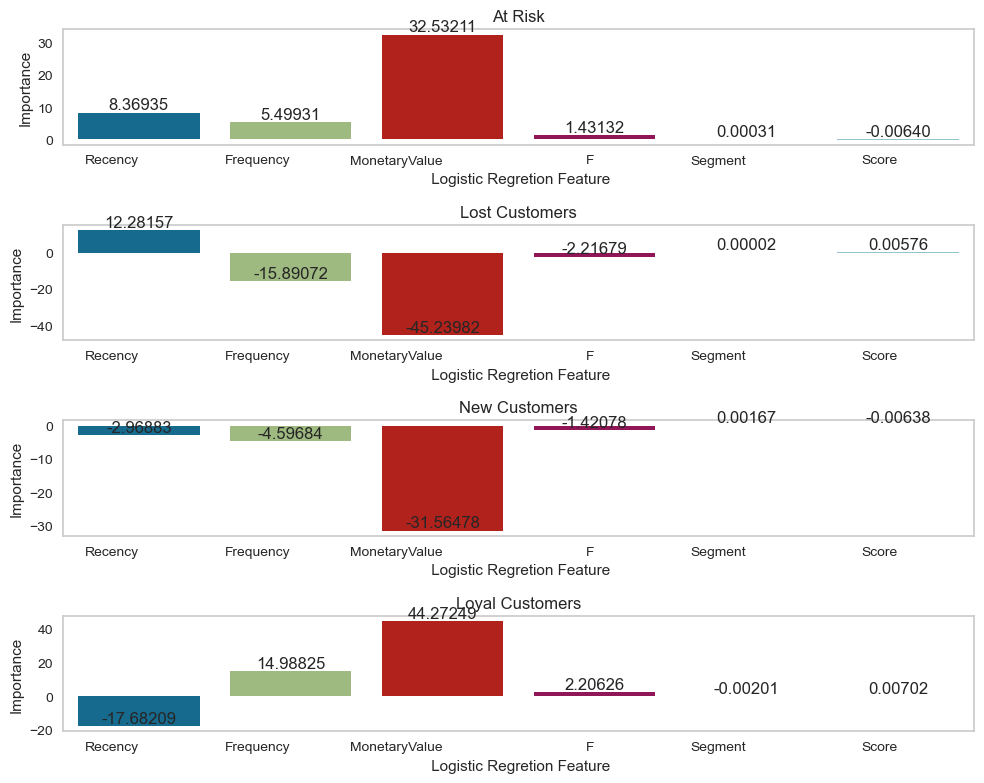 At Risk
Importance
30
20
10
0
8.36935
5.49931
32.53211
1.43132
0.00031
-0.00640
Recency Frequency MonetaryValue F Segment Score
Logistic Regretion Feature
Lost Customers
Importance
0
−20
−40
12.28157
-15.89072
-45.23982
-2.21679
0.00002
0.00576
Recency Frequency MonetaryValue F Segment Score
Logistic Regretion Feature
New Customers
Importance
0
−10
−20
−30
-2.96883
-4.59684
-31.56478
-1.42078
0.00167
-0.00638
Recency Frequency MonetaryValue F Segment Score
Logistic Regretion Feature
Loyal Customers
Importance
40
20
0
−20
-17.68209
14.98825
44.27249
2.20626
-0.00201
0.00702
Recency Frequency MonetaryValue F Segment Score
Logistic Regretion Feature